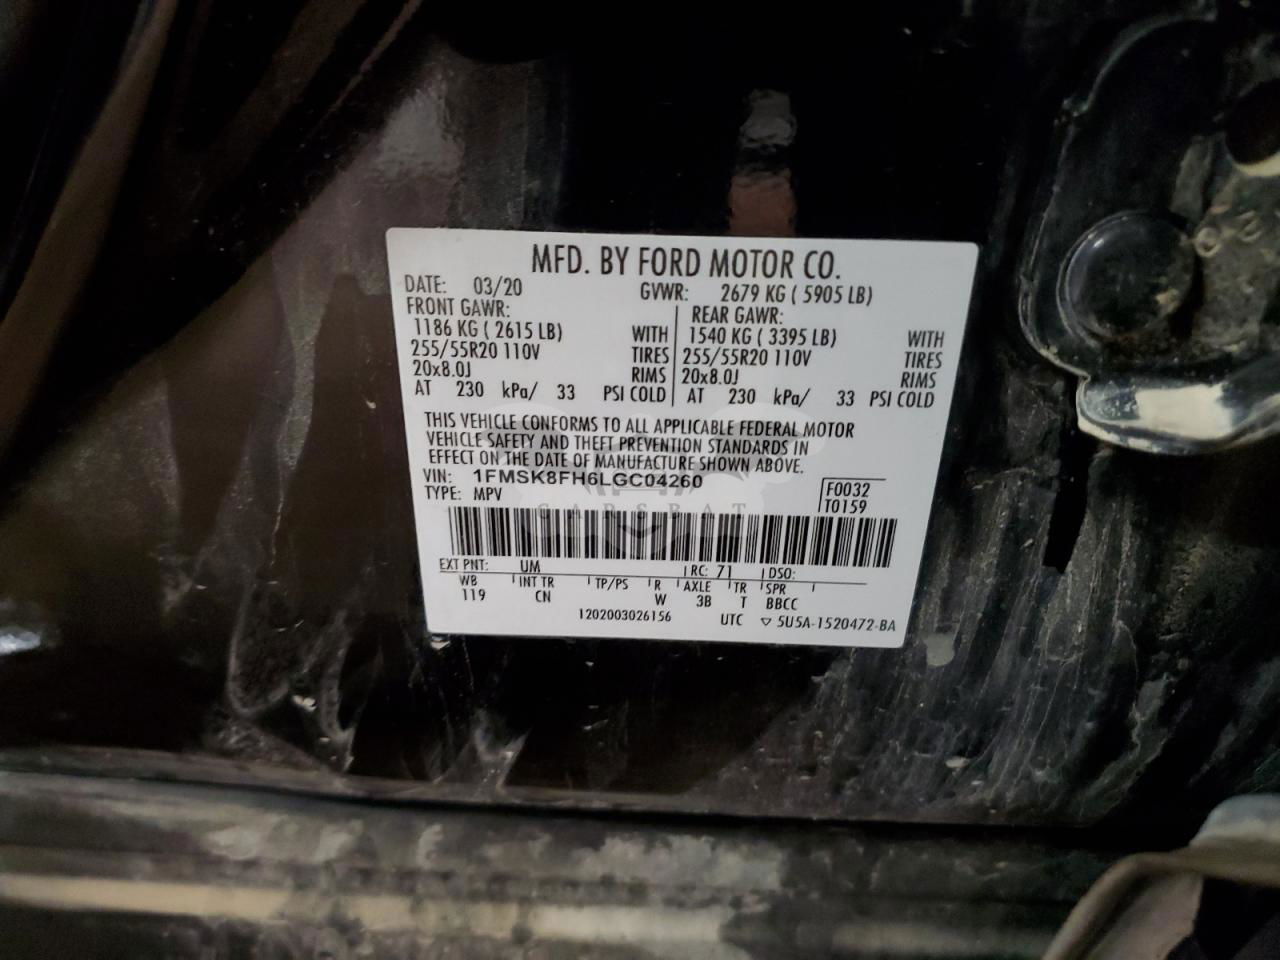 MFD. BY FORD MOTOR CO.
DATE: 03/20 GVWR: 2679 KG ( 5905 LB)
FRONT GAWR: REAR GAWR:
1186 KG ( 2615 LB) WITH 1540 KG ( 3395 LB) WITH
255/55R20 110V TIRES 255/55R20 110V TIRES
20x8.0J RIMS 20x8.0J RIMS
AT 230 kPa/ 33 PSI COLD AT 230 kPa/ 33 PSI COLD
THIS VEHICLE CONFORMS TO ALL APPLICABLE FEDERAL MOTOR
VEHICLE SAFETY AND THEFT PREVENTION STANDARDS IN
EFFECT ON THE DATE OF MANUFACTURE SHOWN ABOVE.
VIN: 1FMSK8FH6LGC04260 F0032
TYPE: MPV T0159
CARSBAT
EXT PNT: UM RC: 71 DSO:
WB INT TR TP/PS R AXLE TR SPR
119 CN W 3B T BBCC
1202003026156 UTC ▽ 5U5A-1520472-BA